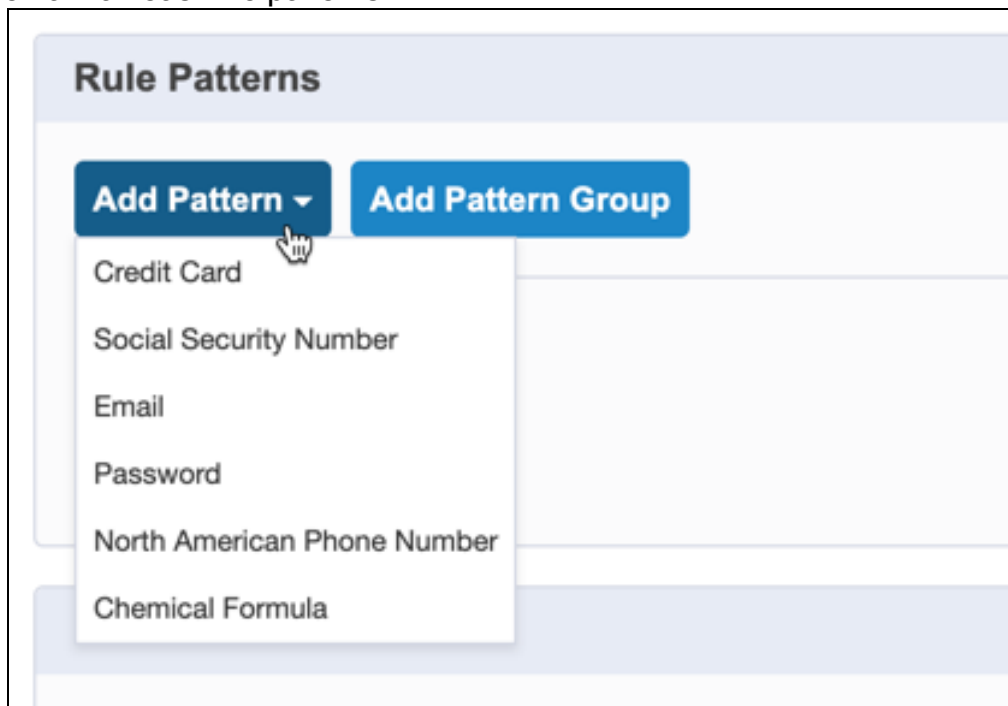 Rule Patterns
Add Pattern Add Pattern Group
Credit Card
Social Security Number
Email
Password
North American Phone Number
Chemical Formula